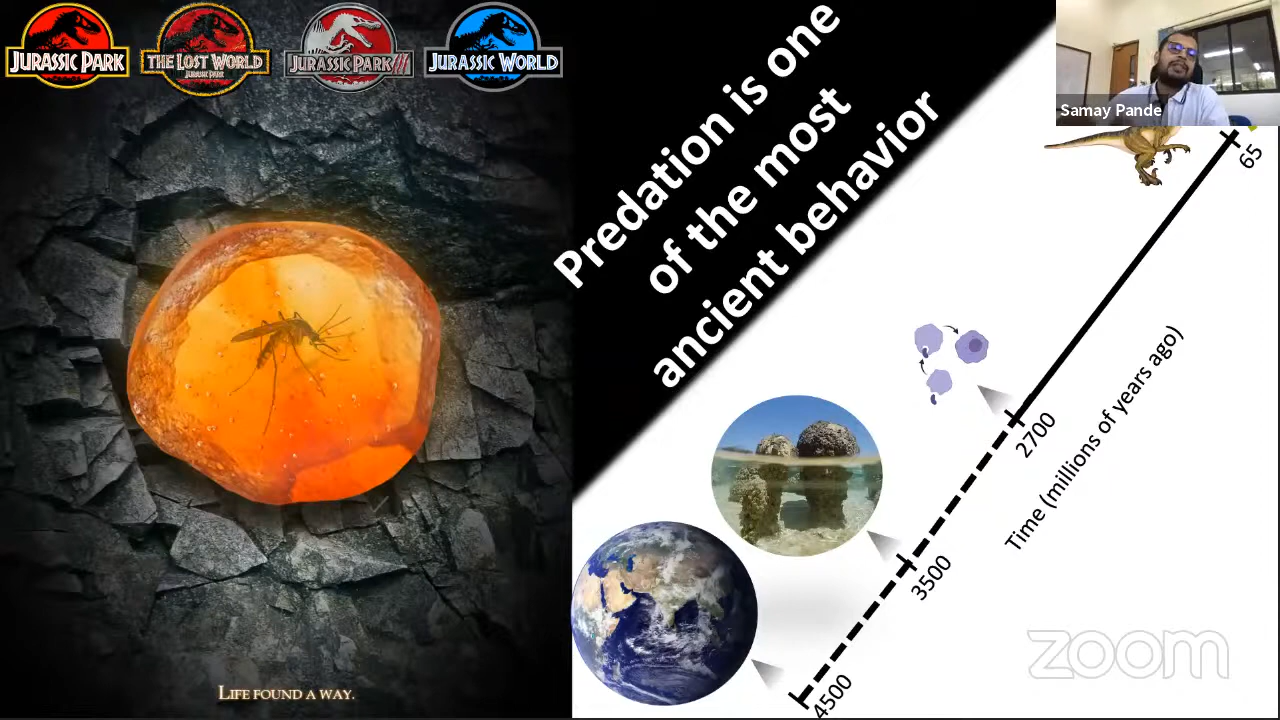 JURASSIC PARK
THE LOST WORLD
JURASSIC PARK
JURASSIC PARK III
JURASSIC WORLD
LIFE FOUND A WAY.
Predation is one
of the most
ancient behavior
Samay Pande
65
2700
3500
4500
Time (millions of years ago)
zoom